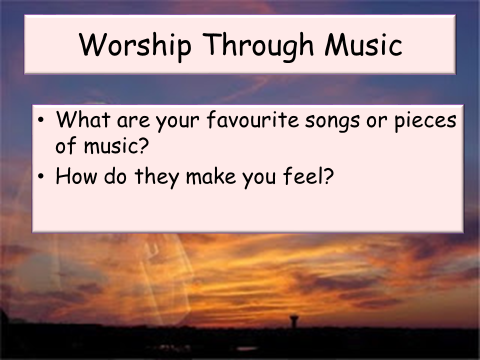 Worship Through Music
• What are your favourite songs or pieces
of music?
• How do they make you feel?